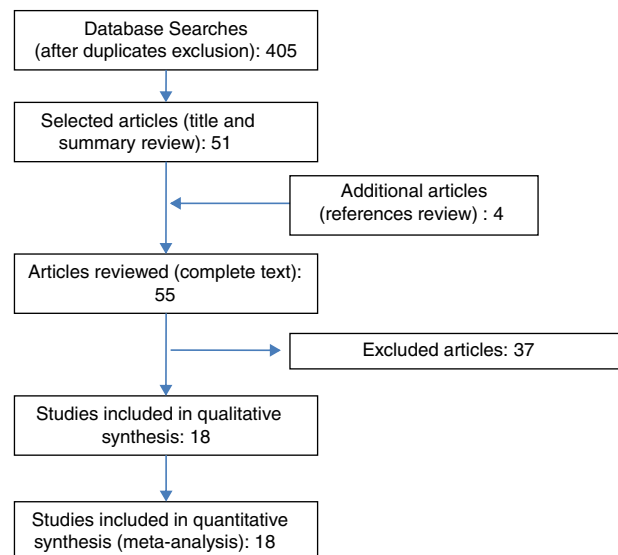 Database Searches
(after duplicates exclusion): 405
Selected articles (title and
summary review): 51
Additional articles
(references review) : 4
Articles reviewed (complete text):
55
Excluded articles: 37
Studies included in qualitative
synthesis: 18
Studies included in quantitative
synthesis (meta-analysis): 18